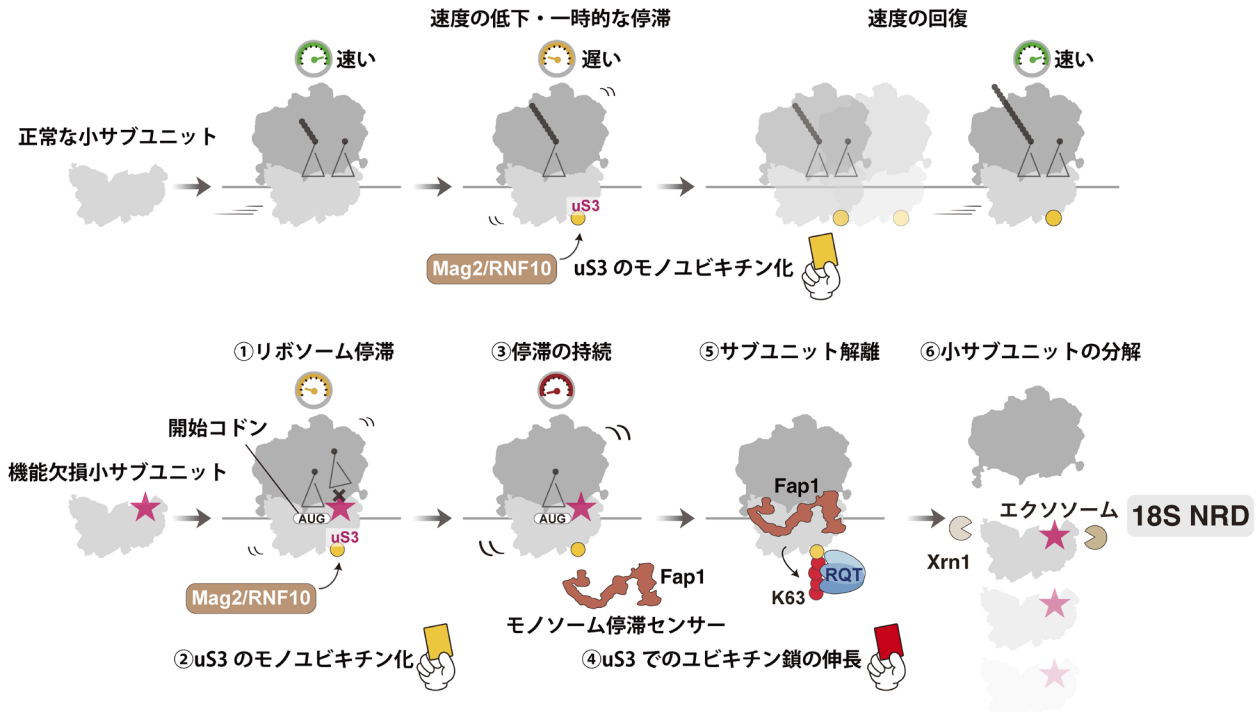 速度の低下・一時的な停滞
速度の回復
速い
遅い
速い
正常な小サブユニット
uS3
Mag2/RNF10
uS3 のモノユビキチン化
①リボソーム停滞
③停滞の持続
⑤サブユニット解離
⑥小サブユニットの分解
開始コドン
機能欠損小サブユニット
AUG
uS3
Mag2/RNF10
②uS3 のモノユビキチン化
AUG
Fap1
モノソーム停滞センサー
④uS3 でのユビキチン鎖の伸長
Fap1
K63
RQT
エクソソーム
Xrn1
18S NRD